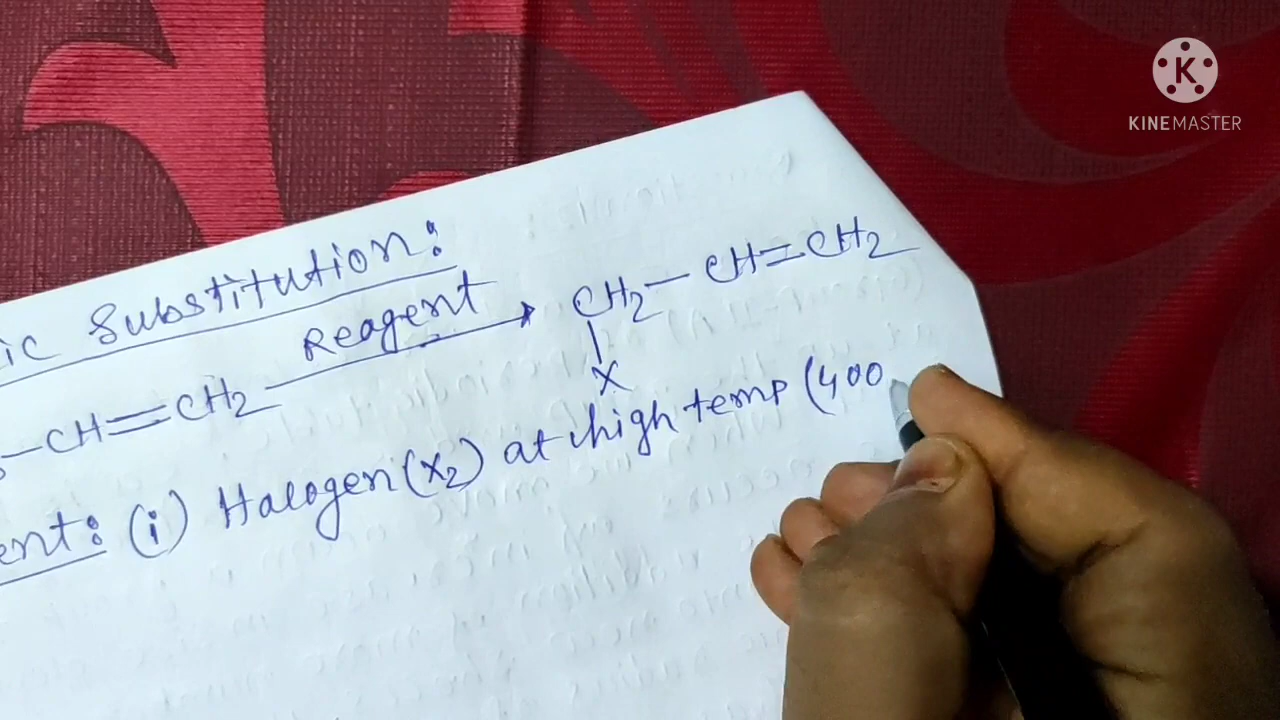 ic Substitution:
-CH=CH2 Reagent → CH2-CH=CH2
X
ent: (i) Halogen (X2) at high temp (400
KINEMASTER